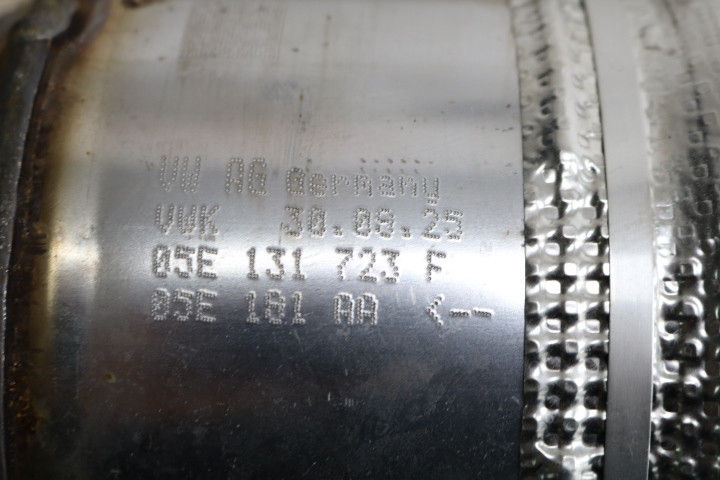 VW AG Germany
VWK 30.08.25
05E 131 723 F
05E 181 AA <--